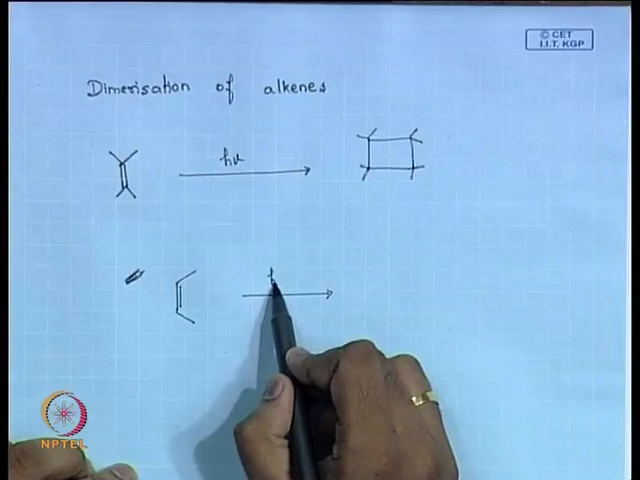 © CET
I.I.T. KGP
Dimerisation of alkenes
hν
NPTEL